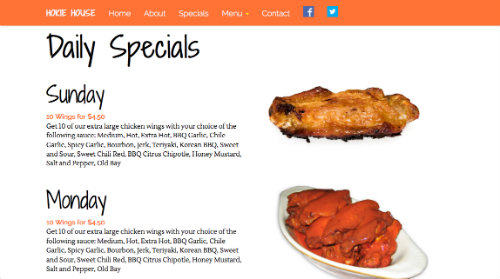 HOKIE HOUSE Home About Specials Menu Contact
Daily Specials
Sunday
10 Wings for $4.50
Get 10 of our extra large chicken wings with your choice of the
following sauce: Medium, Hot, Extra Hot, BBQ Garlic, Chile
Garlic, Spicy Garlic, Bourbon, Jerk, Teriyaki, Korean BBQ, Sweet
and Sour, Sweet Chili Red, BBQ Citrus Chipotle, Honey Mustard,
Salt and Pepper, Old Bay
Monday
10 Wings for $4.50
Get 10 of our extra large chicken wings with your choice of the
following sauce: Medium, Hot, Extra Hot, BBQ Garlic, Chile
Garlic, Spicy Garlic, Bourbon, Jerk, Teriyaki, Korean BBQ, Sweet
and Sour, Sweet Chili Red, BBQ Citrus Chipotle, Honey Mustard,
Salt and Pepper, Old Bay